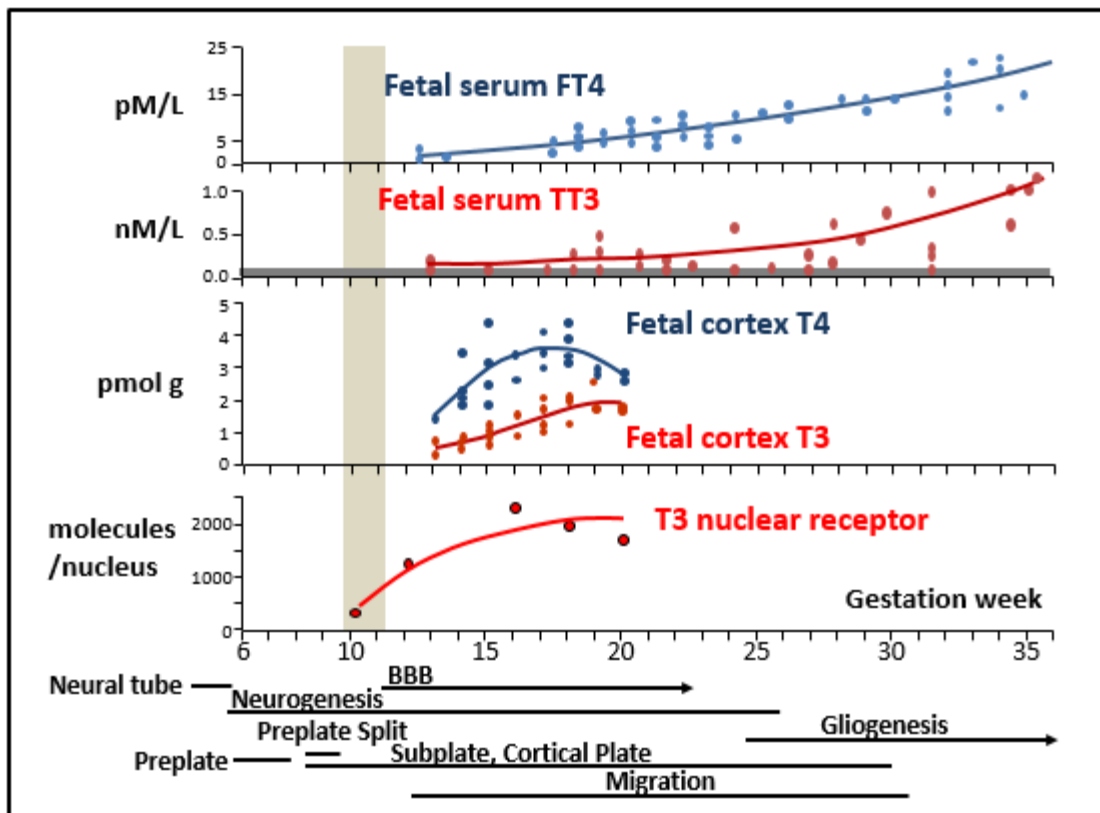 25
15
5
0
pM/L
Fetal serum FT4
1.0
0.5
0.0
nM/L
Fetal serum TT3
5
4
3
2
1
0
pmol g
Fetal cortex T4
Fetal cortex T3
2000
1000
0
molecules
/nucleus
T3 nuclear receptor
Gestation week
6 10 15 20 25 30 35
Neural tube
BBB
Neurogenesis
Preplate Split
Gliogenesis
Preplate
Subplate, Cortical Plate
Migration